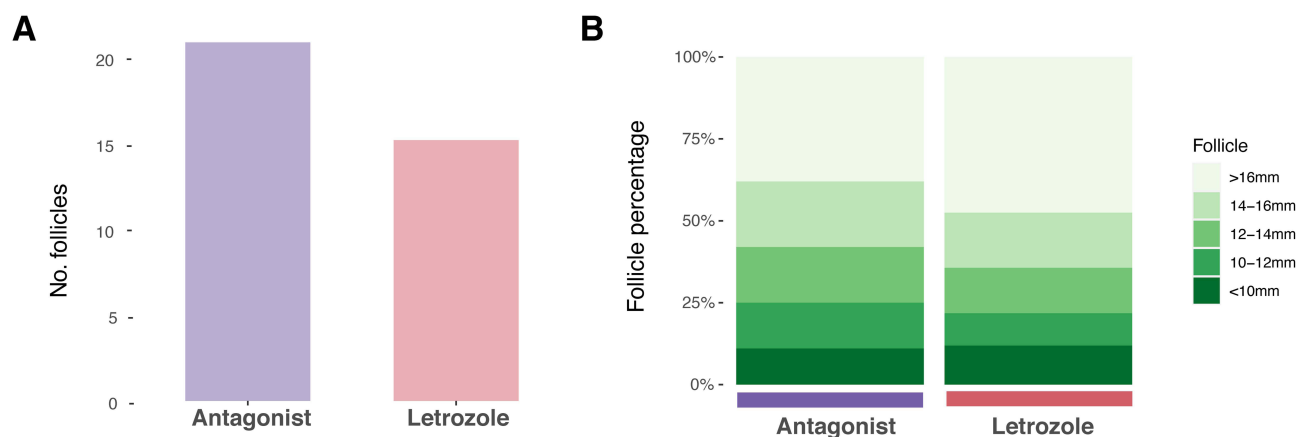 A
No. follicles
20
15
10
5
0
Antagonist
Letrozole
B
Follicle percentage
100%
75%
50%
25%
0%
Antagonist
Letrozole
Follicle
>16mm
14–16mm
12–14mm
10–12mm
<10mm